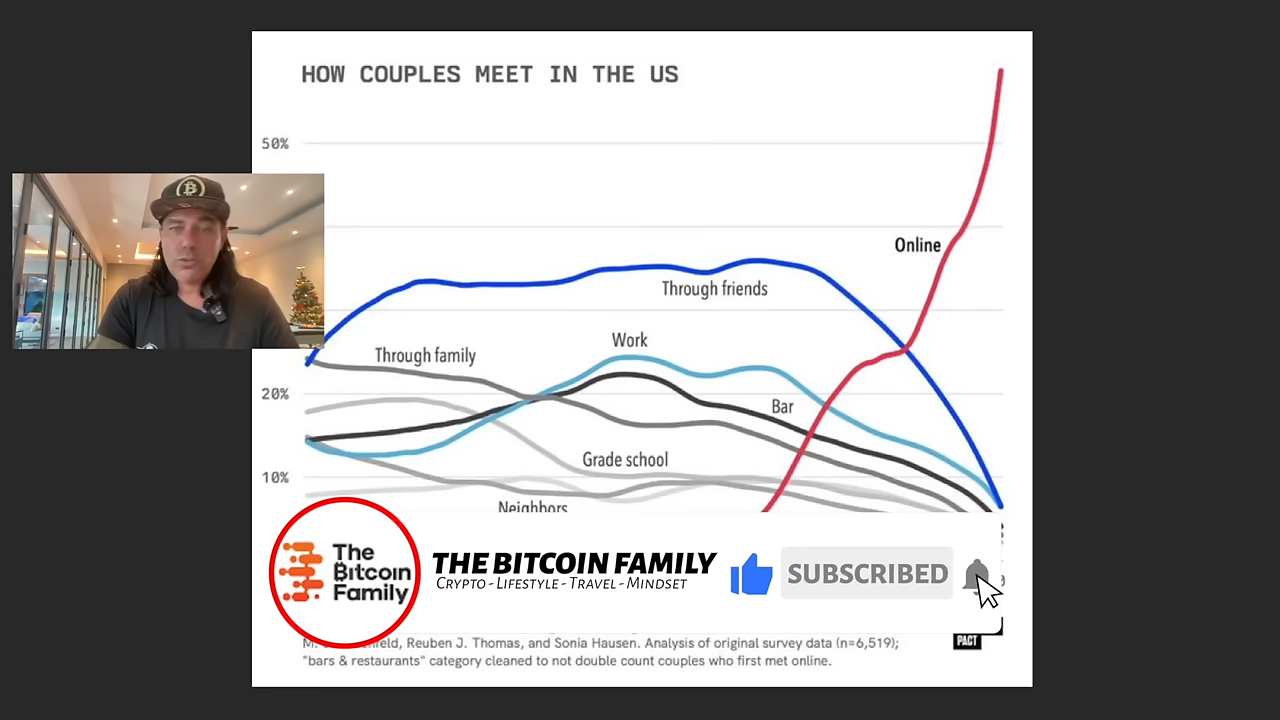 HOW COUPLES MEET IN THE US
50%
Online
Through friends
Work
Through family
20%
Bar
Grade school
10%
Neighbors
The
Bitcoin
Family
THE BITCOIN FAMILY
CRYPTO - LIFESTYLE - TRAVEL - MINDSET
SUBSCRIBED
PACT
M. Reuben J. Thomas, and Sonia Hausen. Analysis of original survey data (n=6,519);
"bars & restaurants" category cleaned to not double count couples who first met online.